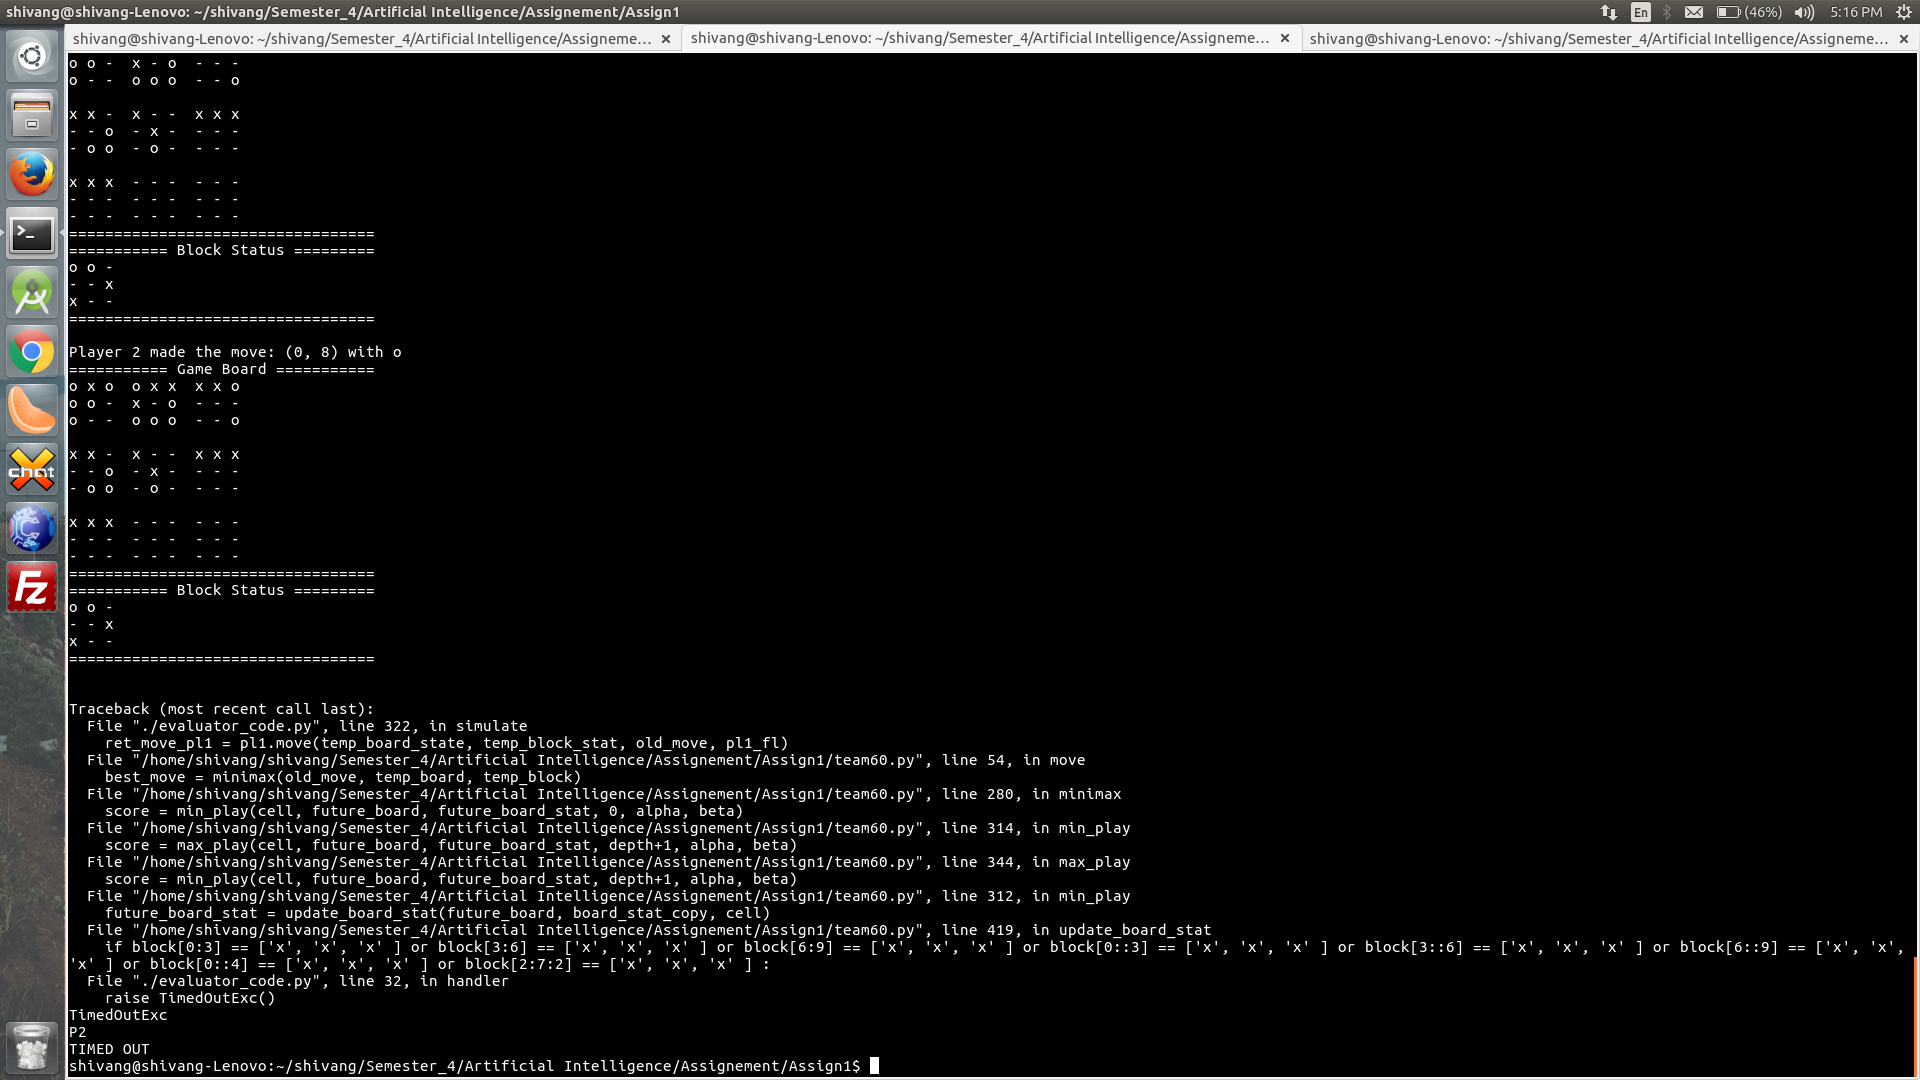 shivang@shivang-Lenovo: ~/shivang/Semester_4/Artificial Intelligence/Assignement/Assign1
En (46%) 5:16 PM
shivang@shivang-Lenovo: ~/shivang/Semester_4/Artificial Intelligence/Assigneme... × shivang@shivang-Lenovo: ~/shivang/Semester_4/Artificial Intelligence/Assigneme... × shivang@shivang-Lenovo: ~/shivang/Semester_4/Artificial Intelligence/Assigneme... ×
o o -  x - o  - - -
o - -  o o o  - - o
x x -  x - -  x x x
- - o  - x -  - - -
- o o  - o -  - - -
x x x  - - -  - - -
- - -  - - -  - - -
- - -  - - -  - - -
==================================
=========== Block Status =========
o o -
- - x
x - -
==================================
Player 2 made the move: (0, 8) with o
=========== Game Board ===========
o x o  o x x  x x o
o o -  x - o  - - -
o - -  o o o  - - o
x x -  x - -  x x x
- - o  - x -  - - -
- o o  - o -  - - -
x x x  - - -  - - -
- - -  - - -  - - -
- - -  - - -  - - -
==================================
=========== Block Status =========
o o -
- - x
x - -
==================================
Traceback (most recent call last):
  File "./evaluator_code.py", line 322, in simulate
    ret_move_pl1 = pl1.move(temp_board_state, temp_block_stat, old_move, pl1_fl)
  File "/home/shivang/shivang/Semester_4/Artificial Intelligence/Assignement/Assign1/team60.py", line 54, in move
    best_move = minimax(old_move, temp_board, temp_block)
  File "/home/shivang/shivang/Semester_4/Artificial Intelligence/Assignement/Assign1/team60.py", line 280, in minimax
    score = min_play(cell, future_board, future_board_stat, 0, alpha, beta)
  File "/home/shivang/shivang/Semester_4/Artificial Intelligence/Assignement/Assign1/team60.py", line 314, in min_play
    score = max_play(cell, future_board, future_board_stat, depth+1, alpha, beta)
  File "/home/shivang/shivang/Semester_4/Artificial Intelligence/Assignement/Assign1/team60.py", line 344, in max_play
    score = min_play(cell, future_board, future_board_stat, depth+1, alpha, beta)
  File "/home/shivang/shivang/Semester_4/Artificial Intelligence/Assignement/Assign1/team60.py", line 312, in min_play
    future_board_stat = update_board_stat(future_board, board_stat_copy, cell)
  File "/home/shivang/shivang/Semester_4/Artificial Intelligence/Assignement/Assign1/team60.py", line 419, in update_board_stat
    if block[0:3] == ['x', 'x', 'x' ] or block[3:6] == ['x', 'x', 'x' ] or block[6:9] == ['x', 'x', 'x' ] or block[0::3] == ['x', 'x', 'x' ] or block[3::6] == ['x', 'x', 'x' ] or block[6::9] == ['x', 'x',
'x' ] or block[0::4] == ['x', 'x', 'x' ] or block[2:7:2] == ['x', 'x', 'x' ] :
  File "./evaluator_code.py", line 32, in handler
    raise TimedOutExc()
TimedOutExc
P2
TIMED OUT
shivang@shivang-Lenovo:~/shivang/Semester_4/Artificial Intelligence/Assignement/Assign1$
chat
Fz